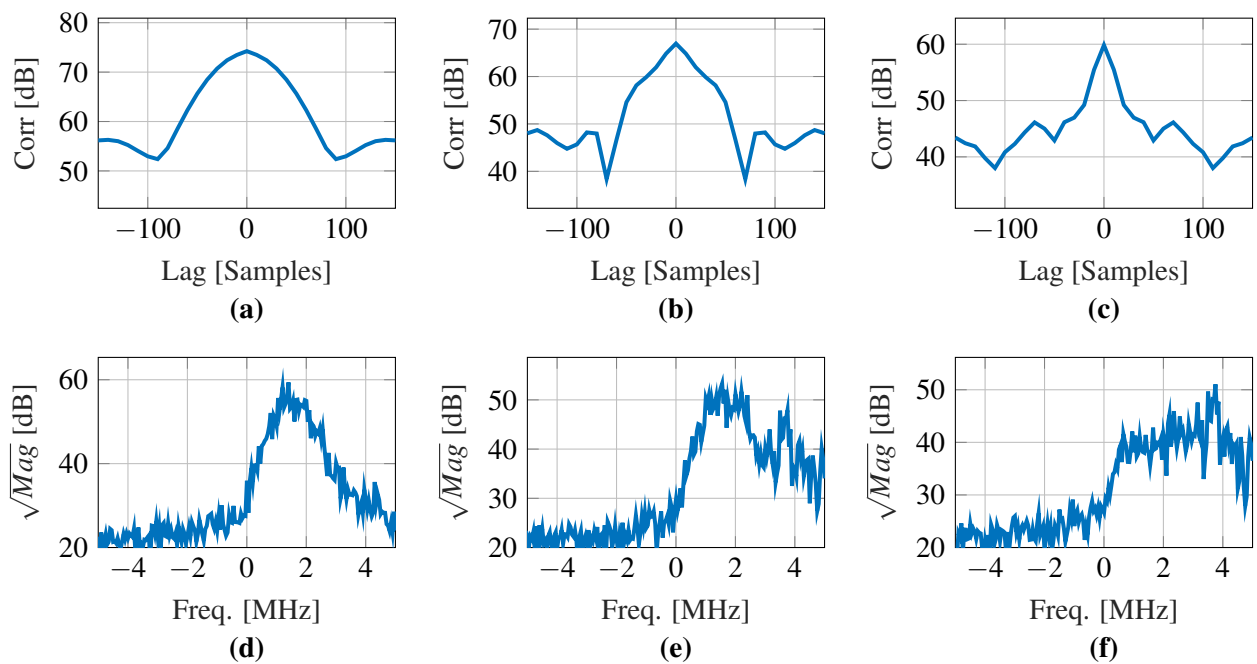 80
70
60
50
Corr [dB]
−100
0
100
Lag [Samples]
(a)
70
60
50
40
Corr [dB]
−100
0
100
Lag [Samples]
(b)
60
50
40
Corr [dB]
−100
0
100
Lag [Samples]
(c)
60
40
20
√Mag [dB]
−4 −2 0 2 4
Freq. [MHz]
(d)
50
40
30
20
√Mag [dB]
−4 −2 0 2 4
Freq. [MHz]
(e)
50
40
30
20
√Mag [dB]
−4 −2 0 2 4
Freq. [MHz]
(f)